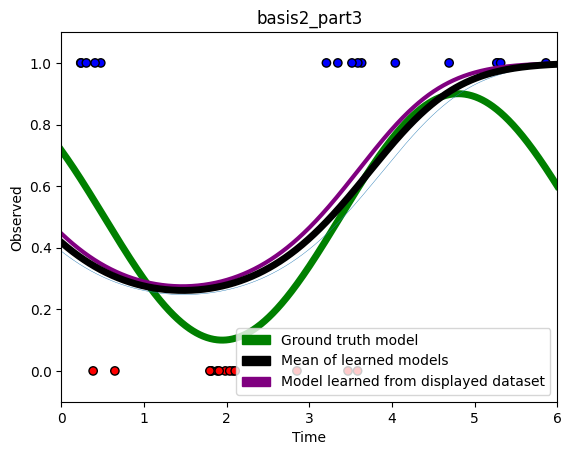 basis2_part3
1.0
0.8
0.6
0.4
0.2
0.0
Observed
Ground truth model
Mean of learned models
Model learned from displayed dataset
0 1 2 3 4 5 6
Time